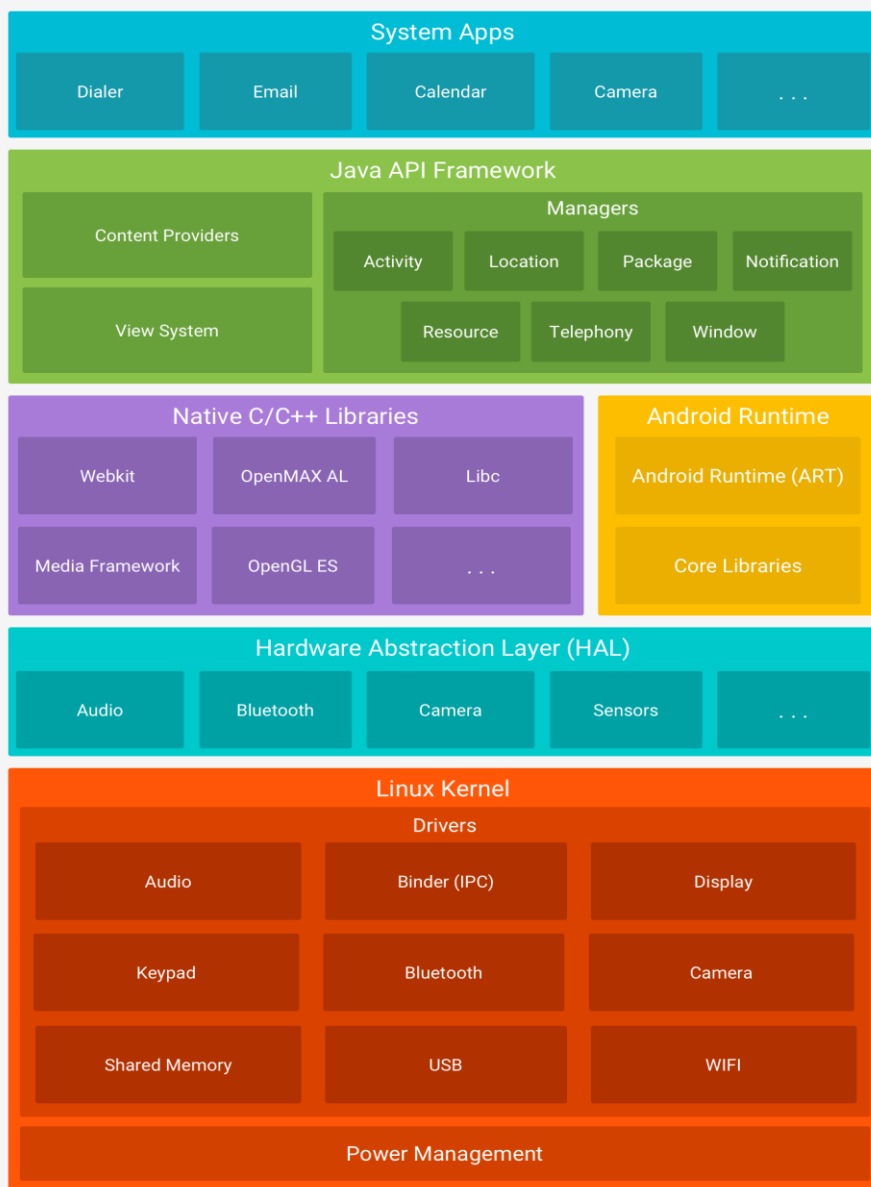 System Apps
Dialer
Email
Calendar
Camera
. . .
Java API Framework
Content Providers
View System
Managers
Activity
Location
Package
Notification
Resource
Telephony
Window
Native C/C++ Libraries
Webkit
OpenMAX AL
Libc
Media Framework
OpenGL ES
. . .
Android Runtime
Android Runtime (ART)
Core Libraries
Hardware Abstraction Layer (HAL)
Audio
Bluetooth
Camera
Sensors
. . .
Linux Kernel
Drivers
Audio
Binder (IPC)
Display
Keypad
Bluetooth
Camera
Shared Memory
USB
WIFI
Power Management